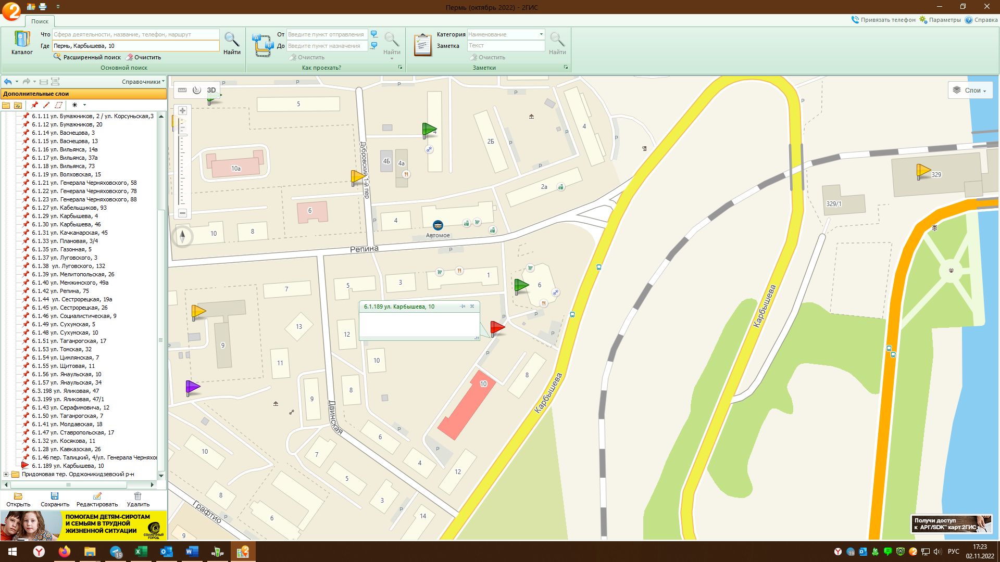 Пермь (октябрь 2022) - 2ГИС
Поиск
Привязать телефон
Параметры
Справка
Каталог
Что
Сфера деятельности, название, телефон, маршрут
Где
Пермь, Карбышева, 10
Расширенный поиск
Очистить
Найти
Основной поиск
От
Введите пункт отправления
До
Введите пункт назначения
Очистить
Найти
Как проехать?
Категория
Наименование
Заметка
Текст
Очистить
Найти
Заметки
Справочники
Дополнительные слои
6.1.11 ул. Бумажников, 2 / ул. Корсуньская,3
6.1.12 ул. Бумажников, 20
6.1.14 ул. Васнецова, 3
6.1.15 ул. Васнецова, 13
6.1.16 ул. Вильямса, 14а
6.1.17 ул. Вильямса, 37а
6.1.18 ул. Вильямса, 73
6.1.19 ул. Волховская, 15
6.1.21 ул. Генерала Черняховского, 58
6.1.22 ул. Генерала Черняховского, 78
6.1.23 ул. Генерала Черняховского, 88
6.1.27 ул. Кабельщиков, 93
6.1.29 ул. Карбышева, 4
6.1.30 ул. Карбышева, 46
6.1.31 ул. Качканарская, 45
6.1.33 ул. Плановая, 3/4
6.1.35 ул. Газонная, 5
6.1.37 ул. Луговского, 3
6.1.38  ул. Луговского, 132
6.1.39 ул. Мелитопольская, 26
6.1.40 ул. Менжинского, 49а
6.1.42 ул. Репина, 75
6.1.44  ул. Сестрорецкая, 19а
6.1.45 ул. Сестрорецкая, 26
6.1.46 ул. Социалистическая, 9
6.1.49 ул. Сухумская, 5
6.1.48 ул. Сухумская, 10
6.1.51 ул. Таганрогская, 17
6.1.53 ул. Томская, 32
6.1.54 ул. Цимлянская, 7
6.1.55 ул. Щитовая, 11
6.1.56 ул. Янаульская, 10
6.1.57 ул. Янаульская, 34
6.3.198 ул. Яликовая, 47
6.3.199 ул. Яликовая, 47/1
6.1.43 ул. Серафимовича, 12
6.1.50 ул. Таганрогская, 7
6.1.41 ул. Молдавская, 18
6.1.47 ул. Ставропольская, 17
6.1.32 ул. Косякова, 11
6.1.28 ул. Кавказская, 26
6.1.46 пер. Талицкий, 4/ул. Генерала Черняхо
6.1.189 ул. Карбышева, 10
Придомовая тер. Орджоникидзевский р-н
Открыть
Сохранить
Редактировать
Удалить
ПОМОГАЕМ ДЕТЯМ-СИРОТАМ
И СЕМЬЯМ В ТРУДНОЙ
ЖИЗНЕННОЙ СИТУАЦИИ
СОЛНЕЧНЫЙ
ГОРОД
3D
Слои
5
4
2Б
4
10а
4Б
4а
Дубровский 1-й пер
2а
329
329/1
6
4
10
8
Автомое
Репина
7
5
3
1
6
6.1.189 ул. Карбышева, 10
13
12
9
11
10
8
10
8
9
Карбышева
Карбышева
Двинская
6
7
4
12
10
5
8
3
6
14
9
Графтио
Получи доступ
к АРГ/SDK" карт 2ГИС
19
19
РУС
17:23
02.11.2022